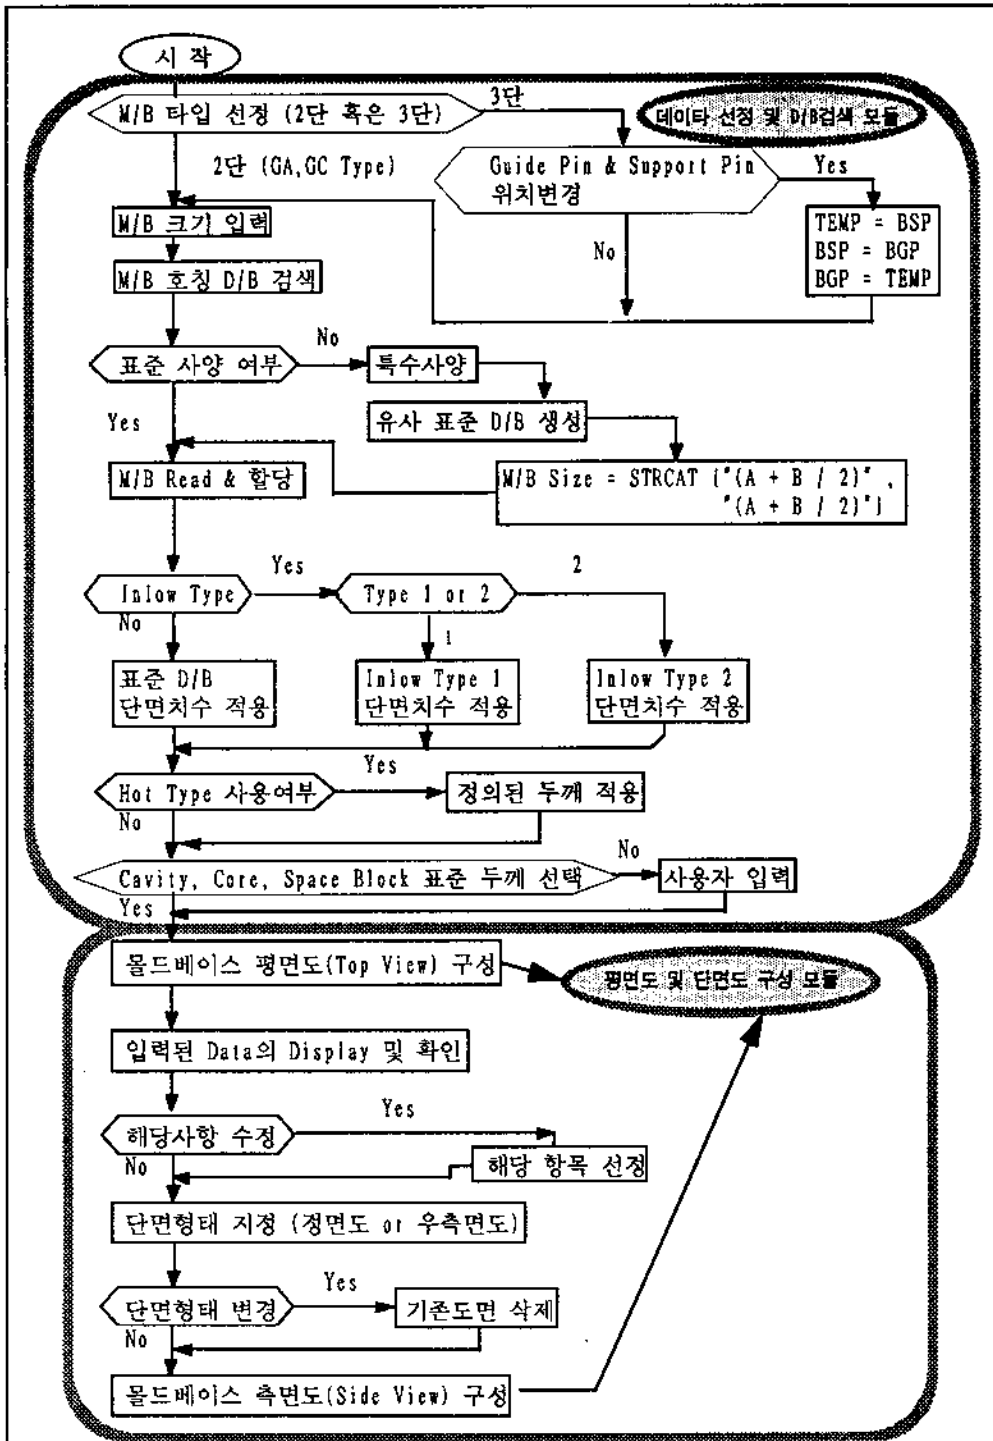 시 작
M/B 타입 선정 (2단 혹은 3단)
3단
데이타 선정 및 D/B검색 모듈
2단 (GA,GC Type)
Guide Pin & Support Pin
위치변경
Yes
No
TEMP = BSP
BSP = BGP
BGP = TEMP
M/B 크기 입력
M/B 호칭 D/B 검색
표준 사양 여부
No
특수사양
유사 표준 D/B 생성
Yes
M/B Read & 할당
M/B Size = STRCAT ("(A + B / 2)" ,
"(A + B / 2)")
Inlow Type
Yes
Type 1 or 2
2
No
1
표준 D/B
단면치수 적용
Inlow Type 1
단면치수 적용
Inlow Type 2
단면치수 적용
Hot Type 사용여부
Yes
정의된 두께 적용
No
Cavity, Core, Space Block 표준 두께 선택
No
사용자 입력
Yes
몰드베이스 평면도(Top View) 구성
평면도 및 단면도 구성 모듈
입력된 Data의 Display 및 확인
해당사항 수정
Yes
해당 항목 선정
No
단면형태 지정 (정면도 or 우측면도)
단면형태 변경
Yes
기존도면 삭제
No
몰드베이스 측면도(Side View) 구성